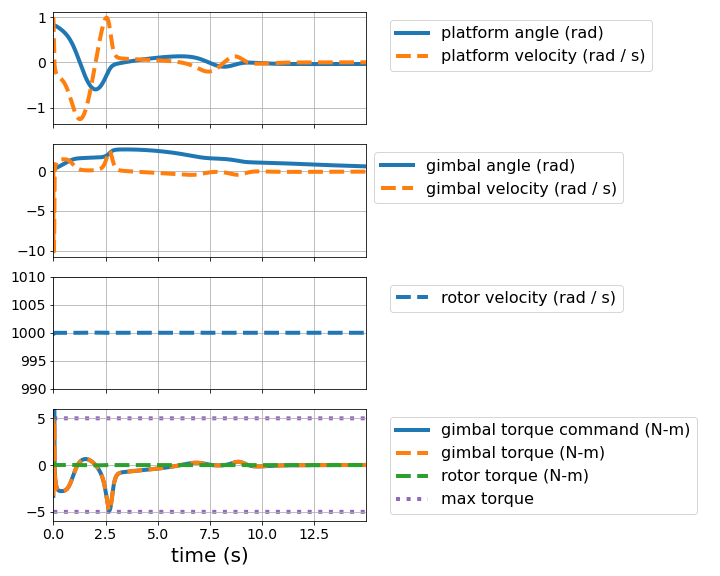 1
0
−1
platform angle (rad)
platform velocity (rad / s)
0
−5
−10
gimbal angle (rad)
gimbal velocity (rad / s)
1010
1005
1000
995
990
rotor velocity (rad / s)
5
0
−5
gimbal torque command (N-m)
gimbal torque (N-m)
rotor torque (N-m)
max torque
0.0 2.5 5.0 7.5 10.0 12.5
time (s)